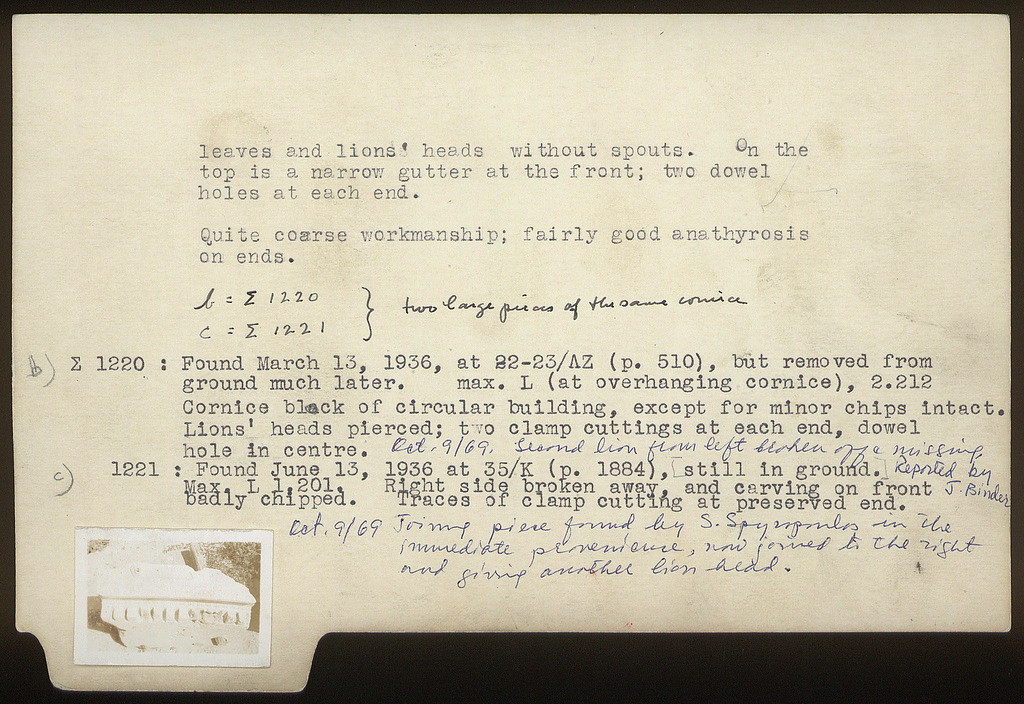 leaves and lions' heads without spouts. On the
top is a narrow gutter at the front; two dowel
holes at each end.
Quite coarse workmanship; fairly good anathyrosis
on ends.
b = Σ 1220 } two large pieces of the same cornice
c = Σ 1221
b) Σ 1220 : Found March 13, 1936, at 22-23/ΛZ (p. 510), but removed from
ground much later. max. L (at overhanging cornice), 2.212
Cornice block of circular building, except for minor chips intact.
Lions' heads pierced; two clamp cuttings at each end, dowel
hole in centre. Oct. 9/69. Second lion from left broken off & missing
c) 1221 : Found June 13, 1936 at 35/K (p. 1884), [still in ground.] Reported by
Max. L 1.201. Right side broken away, and carving on front J. Binder
badly chipped. Traces of clamp cutting at preserved end.
Oct. 9/69 Joining piece found by S. Spyropoulos in the
immediate provenience, now joined to the right
and giving another lion head.